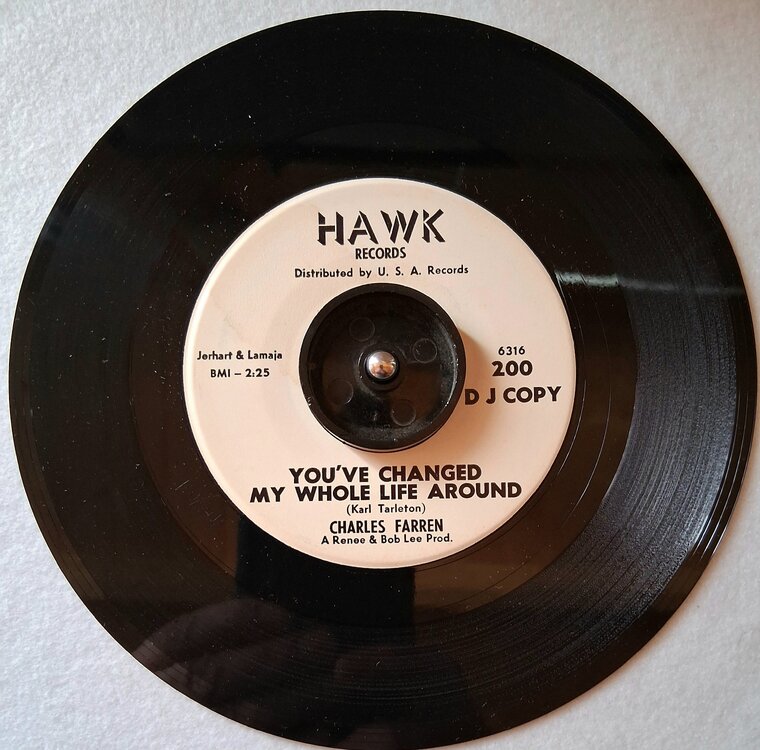 HAWK
RECORDS
Distributed by U. S. A. Records
Jerhart & Lamaja
BMI – 2:25
6316
200
D J COPY
YOU'VE CHANGED
MY WHOLE LIFE AROUND
(Karl Tarleton)
CHARLES FARREN
A Renee & Bob Lee Prod.